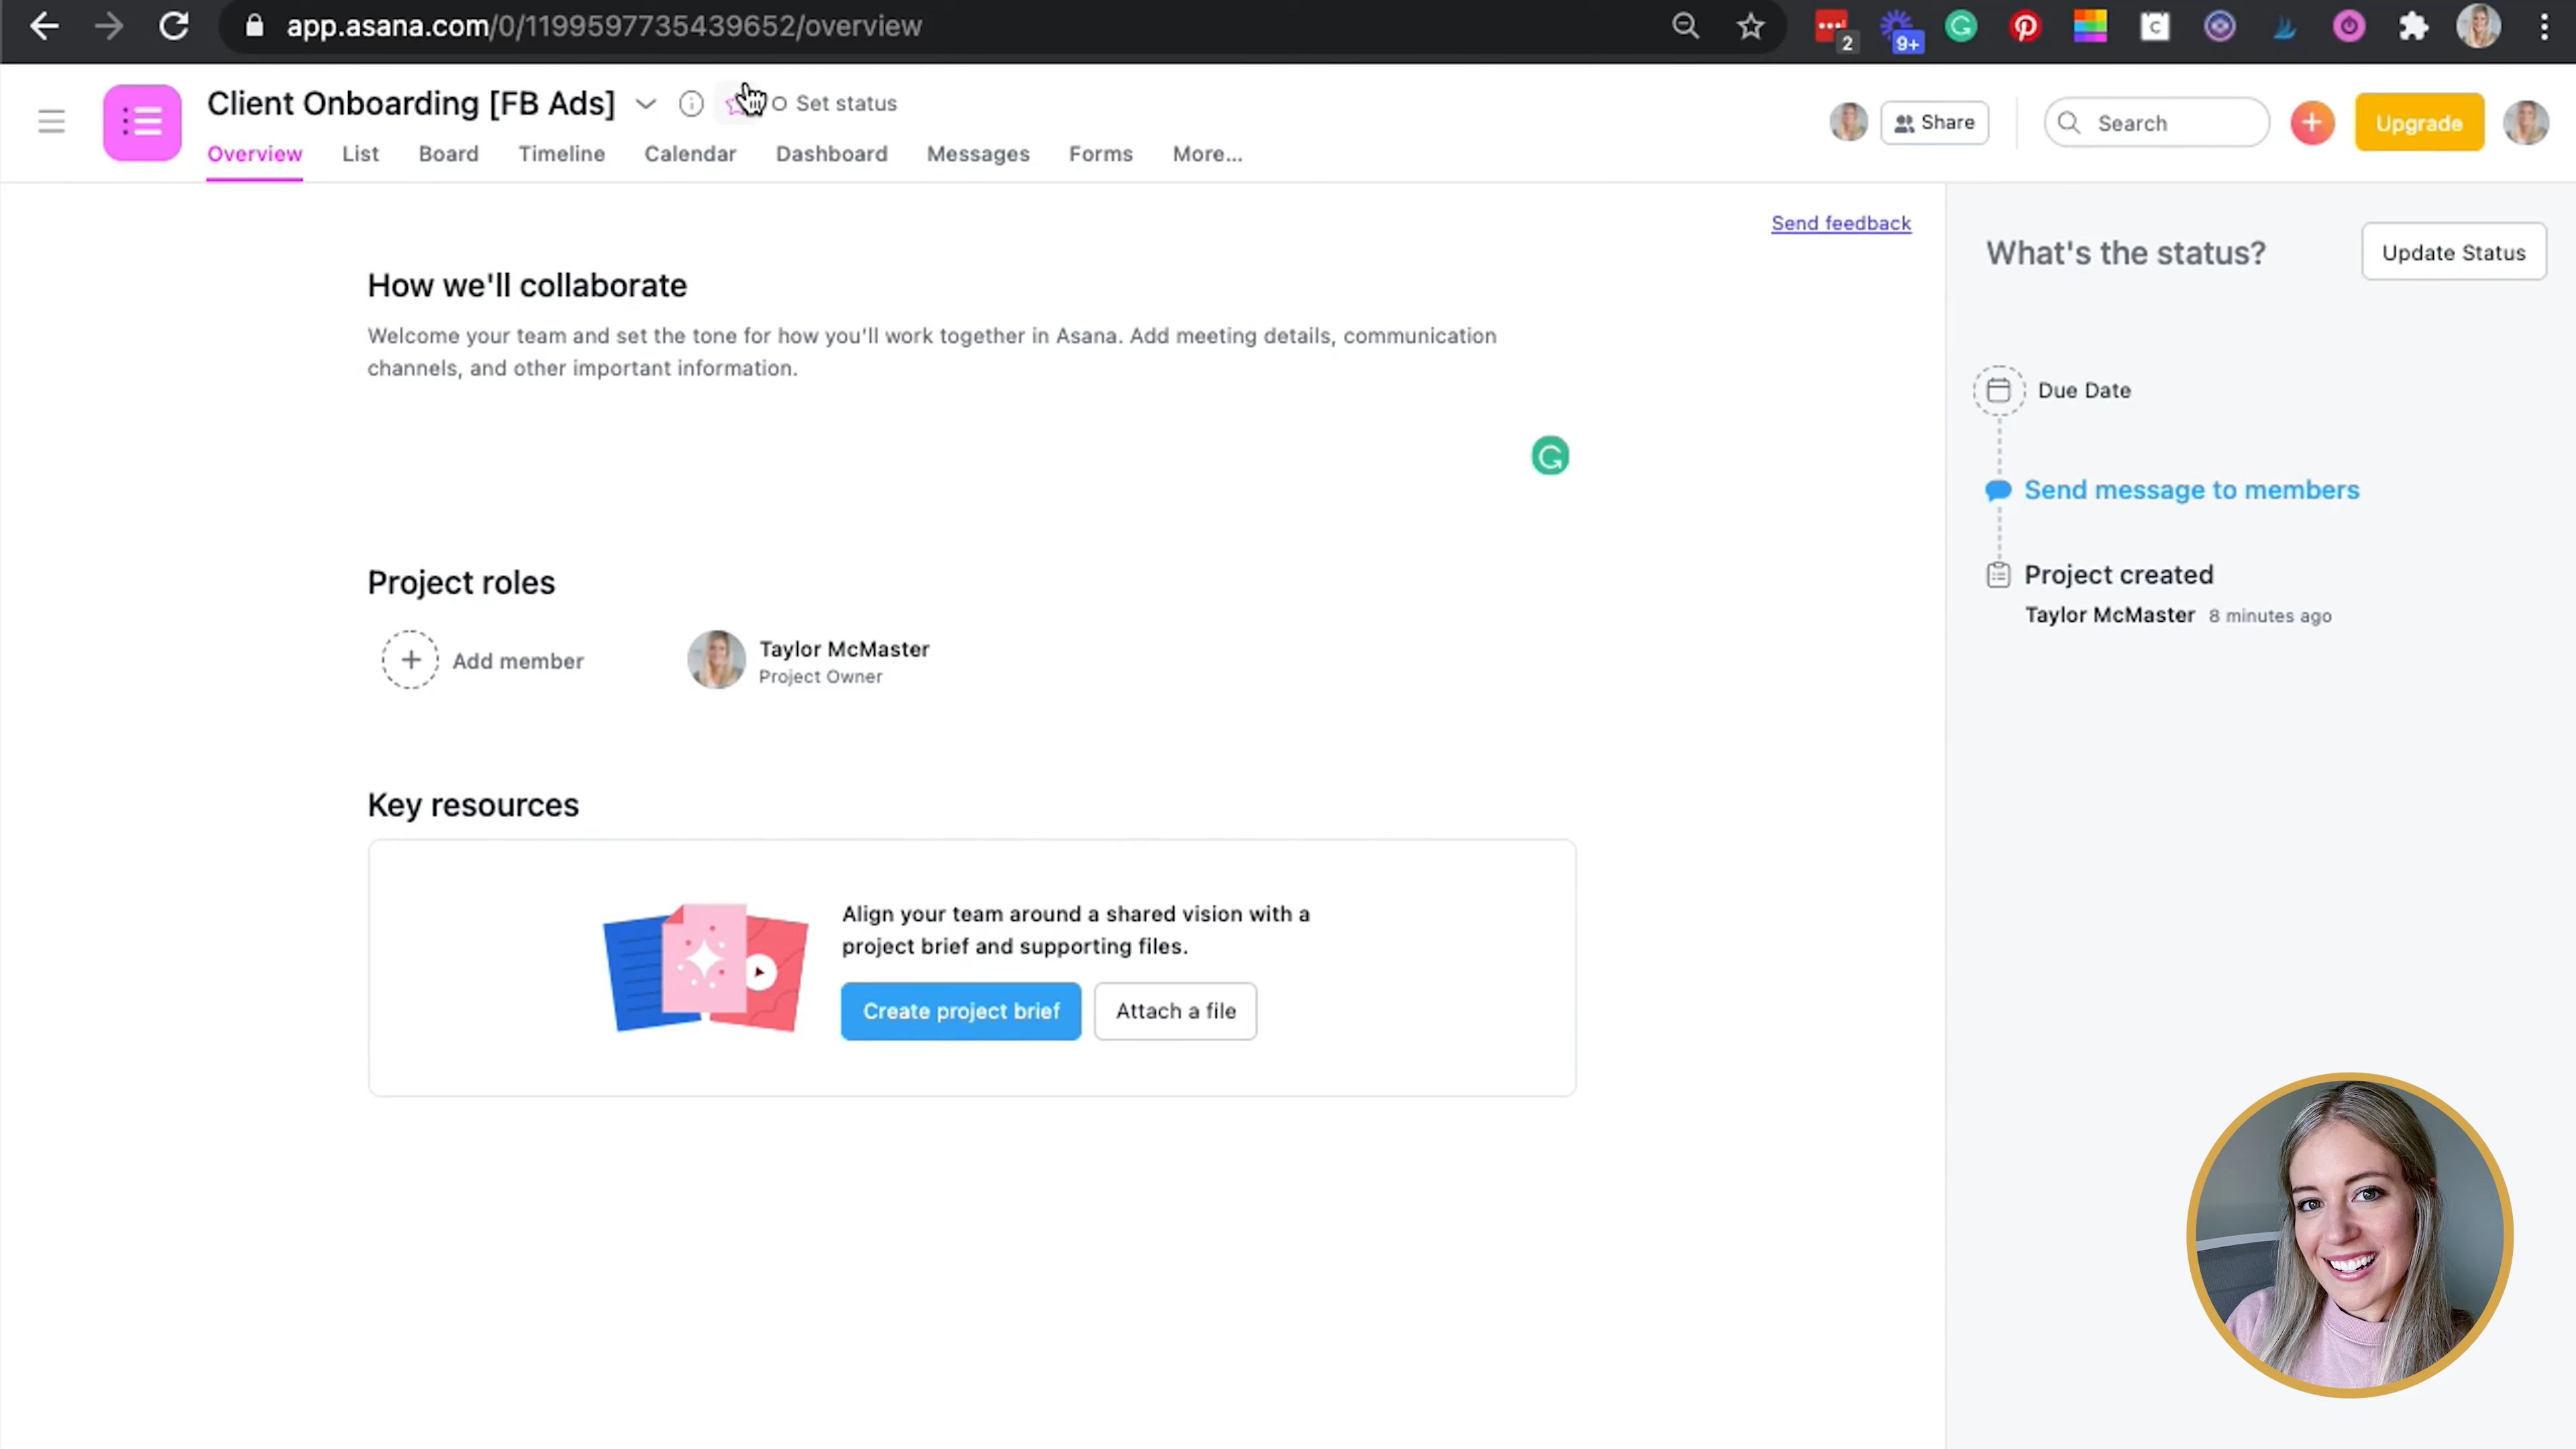 app.asana.com/0/1199597735439652/overview
2
9+
Client Onboarding [FB Ads]
Set status
Share
Search
Upgrade
Overview List Board Timeline Calendar Dashboard Messages Forms More...
Send feedback
What's the status?
Update Status
How we'll collaborate
Welcome your team and set the tone for how you'll work together in Asana. Add meeting details, communication
channels, and other important information.
Due Date
Send message to members
Project created
Taylor McMaster 8 minutes ago
Project roles
Add member
Taylor McMaster
Project Owner
Key resources
Align your team around a shared vision with a
project brief and supporting files.
Create project brief
Attach a file